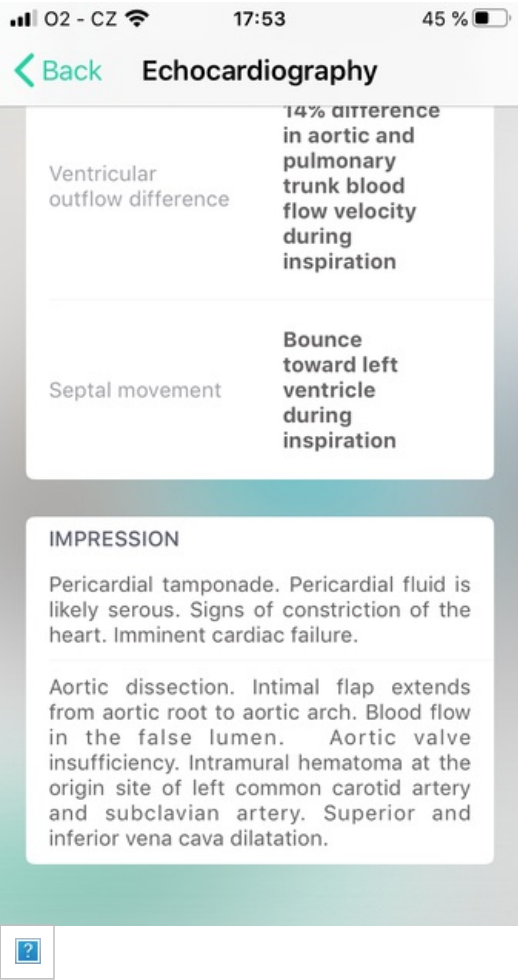 O2 - CZ 17:53 45 %
Back Echocardiography
14% difference
in aortic and
pulmonary
trunk blood
flow velocity
during
inspiration
Ventricular
outflow difference
Bounce
toward left
ventricle
during
inspiration
Septal movement
IMPRESSION
Pericardial tamponade. Pericardial fluid is
likely serous. Signs of constriction of the
heart. Imminent cardiac failure.
Aortic dissection. Intimal flap extends
from aortic root to aortic arch. Blood flow
in the false lumen. Aortic valve
insufficiency. Intramural hematoma at the
origin site of left common carotid artery
and subclavian artery. Superior and
inferior vena cava dilatation.
?